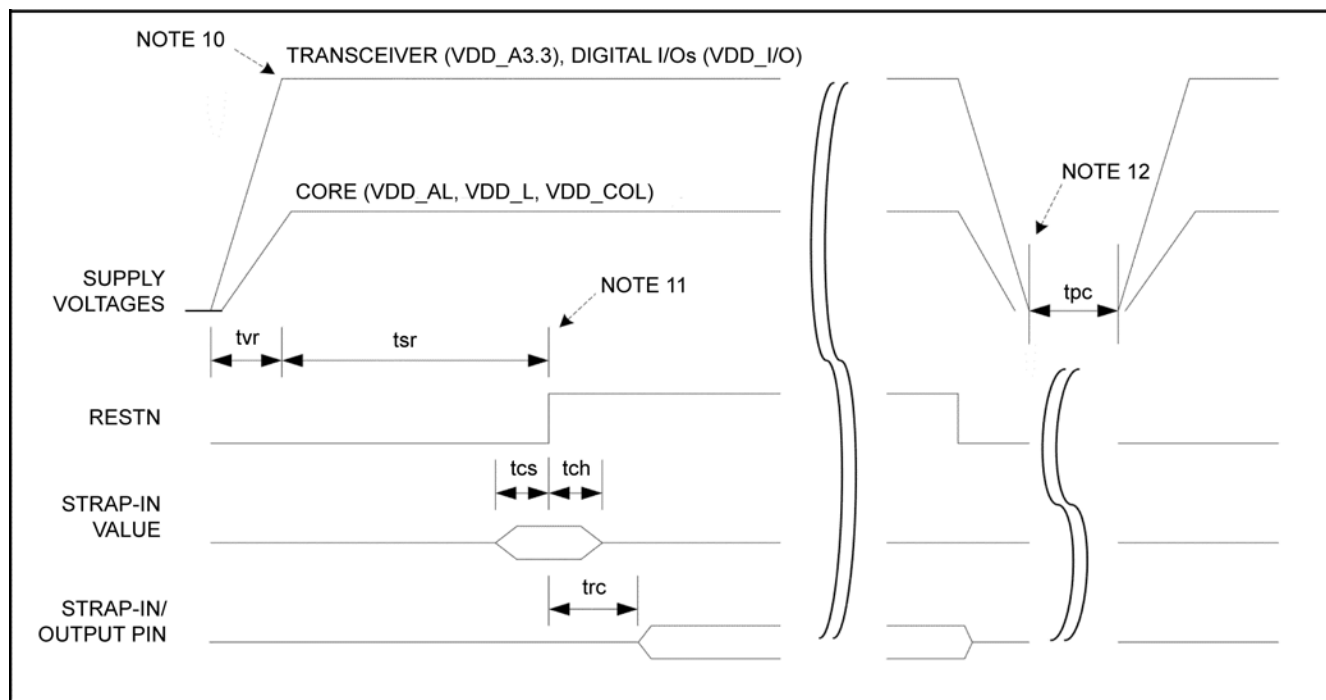 NOTE 10
TRANSCEIVER (VDD_A3.3), DIGITAL I/Os (VDD_I/O)
NOTE 12
CORE (VDD_AL, VDD_L, VDD_COL)
SUPPLY
VOLTAGES
NOTE 11
tpc
tvr
tsr
RESTN
tcs
tch
STRAP-IN
VALUE
trc
STRAP-IN/
OUTPUT PIN